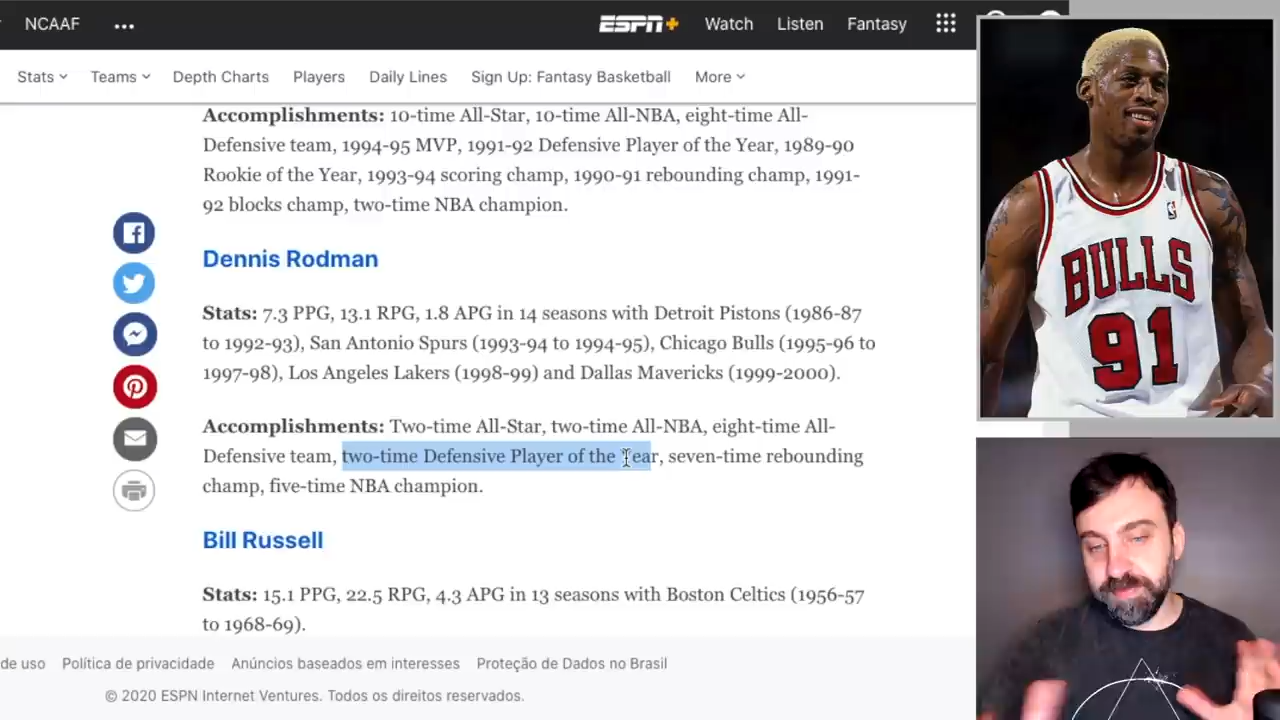 NCAAF ••• ESPN+ Watch Listen Fantasy
Stats Teams Depth Charts Players Daily Lines Sign Up: Fantasy Basketball More
Accomplishments: 10-time All-Star, 10-time All-NBA, eight-time All-
Defensive team, 1994-95 MVP, 1991-92 Defensive Player of the Year, 1989-90
Rookie of the Year, 1993-94 scoring champ, 1990-91 rebounding champ, 1991-
92 blocks champ, two-time NBA champion.
Dennis Rodman
Stats: 7.3 PPG, 13.1 RPG, 1.8 APG in 14 seasons with Detroit Pistons (1986-87
to 1992-93), San Antonio Spurs (1993-94 to 1994-95), Chicago Bulls (1995-96 to
1997-98), Los Angeles Lakers (1998-99) and Dallas Mavericks (1999-2000).
Accomplishments: Two-time All-Star, two-time All-NBA, eight-time All-
Defensive team, two-time Defensive Player of the Year, seven-time rebounding
champ, five-time NBA champion.
Bill Russell
Stats: 15.1 PPG, 22.5 RPG, 4.3 APG in 13 seasons with Boston Celtics (1956-57
to 1968-69).
de uso Política de privacidade Anúncios baseados em interesses Proteção de Dados no Brasil
© 2020 ESPN Internet Ventures. Todos os direitos reservados.
BULLS
91